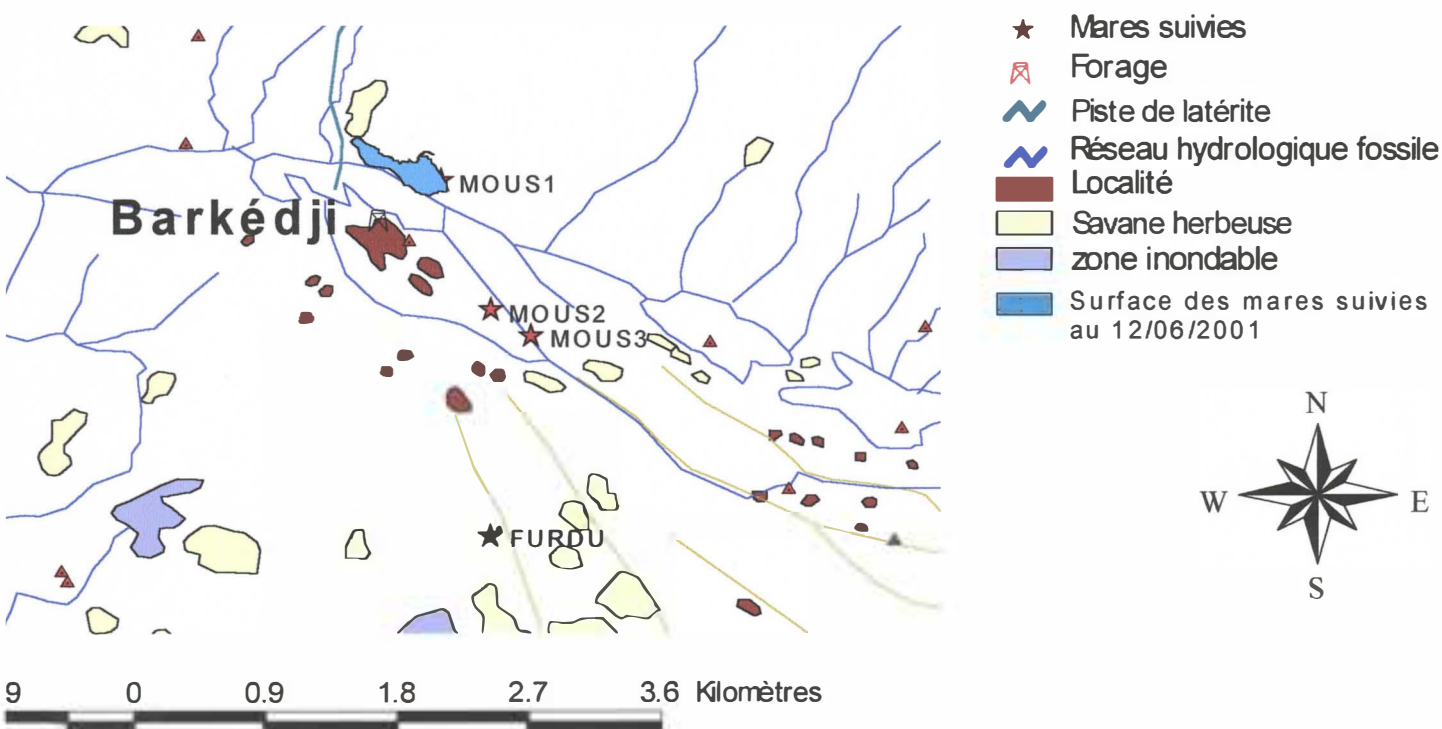 Mares suivies
Forage
Piste de latérite
Réseau hydrologique fossile
Localité
Savane herbeuse
zone inondable
Surface des mares suivies
au 12/06/2001
MOUS1
Barkédji
MOUS2
MOUS3
FURDU
N
W E
S
9 0 0.9 1.8 2.7 3.6 Kilomètres